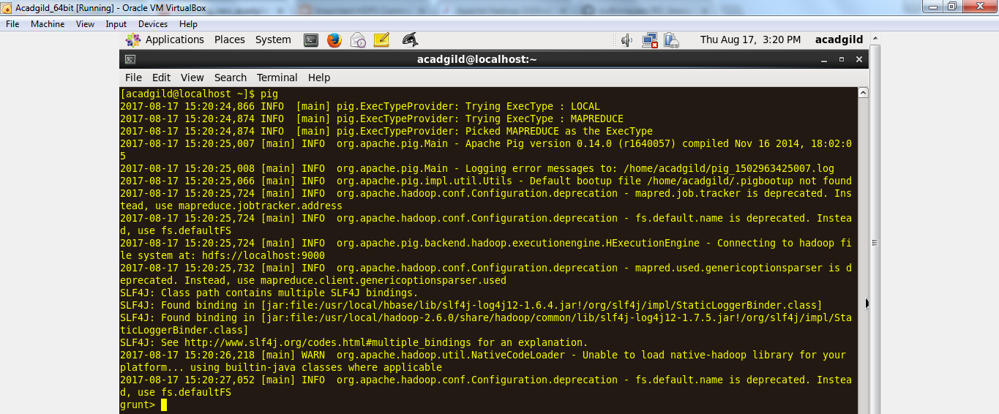 Acadgild_64bit [Running] - Oracle VM VirtualBox
File Machine View Input Devices Help
Applications Places System Thu Aug 17, 3:20 PM acadgild
acadgild@localhost:~
File Edit View Search Terminal Help
[acadgild@localhost ~]$ pig
2017-08-17 15:20:24,866 INFO  [main] pig.ExecTypeProvider: Trying ExecType : LOCAL
2017-08-17 15:20:24,874 INFO  [main] pig.ExecTypeProvider: Trying ExecType : MAPREDUCE
2017-08-17 15:20:24,874 INFO  [main] pig.ExecTypeProvider: Picked MAPREDUCE as the ExecType
2017-08-17 15:20:25,007 [main] INFO  org.apache.pig.Main - Apache Pig version 0.14.0 (r1640057) compiled Nov 16 2014, 18:02:0
5
2017-08-17 15:20:25,008 [main] INFO  org.apache.pig.Main - Logging error messages to: /home/acadgild/pig_1502963425007.log
2017-08-17 15:20:25,066 [main] INFO  org.apache.pig.impl.util.Utils - Default bootup file /home/acadgild/.pigbootup not found
2017-08-17 15:20:25,724 [main] INFO  org.apache.hadoop.conf.Configuration.deprecation - mapred.job.tracker is deprecated. Ins
tead, use mapreduce.jobtracker.address
2017-08-17 15:20:25,724 [main] INFO  org.apache.hadoop.conf.Configuration.deprecation - fs.default.name is deprecated. Instea
d, use fs.defaultFS
2017-08-17 15:20:25,724 [main] INFO  org.apache.pig.backend.hadoop.executionengine.HExecutionEngine - Connecting to hadoop fi
le system at: hdfs://localhost:9000
2017-08-17 15:20:25,732 [main] INFO  org.apache.hadoop.conf.Configuration.deprecation - mapred.used.genericoptionsparser is d
eprecated. Instead, use mapreduce.client.genericoptionsparser.used
SLF4J: Class path contains multiple SLF4J bindings.
SLF4J: Found binding in [jar:file:/usr/local/hbase/lib/slf4j-log4j12-1.6.4.jar!/org/slf4j/impl/StaticLoggerBinder.class]
SLF4J: Found binding in [jar:file:/usr/local/hadoop-2.6.0/share/hadoop/common/lib/slf4j-log4j12-1.7.5.jar!/org/slf4j/impl/Sta
ticLoggerBinder.class]
SLF4J: See http://www.slf4j.org/codes.html#multiple_bindings for an explanation.
2017-08-17 15:20:26,218 [main] WARN  org.apache.hadoop.util.NativeCodeLoader - Unable to load native-hadoop library for your
platform... using builtin-java classes where applicable
2017-08-17 15:20:27,052 [main] INFO  org.apache.hadoop.conf.Configuration.deprecation - fs.default.name is deprecated. Instea
d, use fs.defaultFS
grunt>